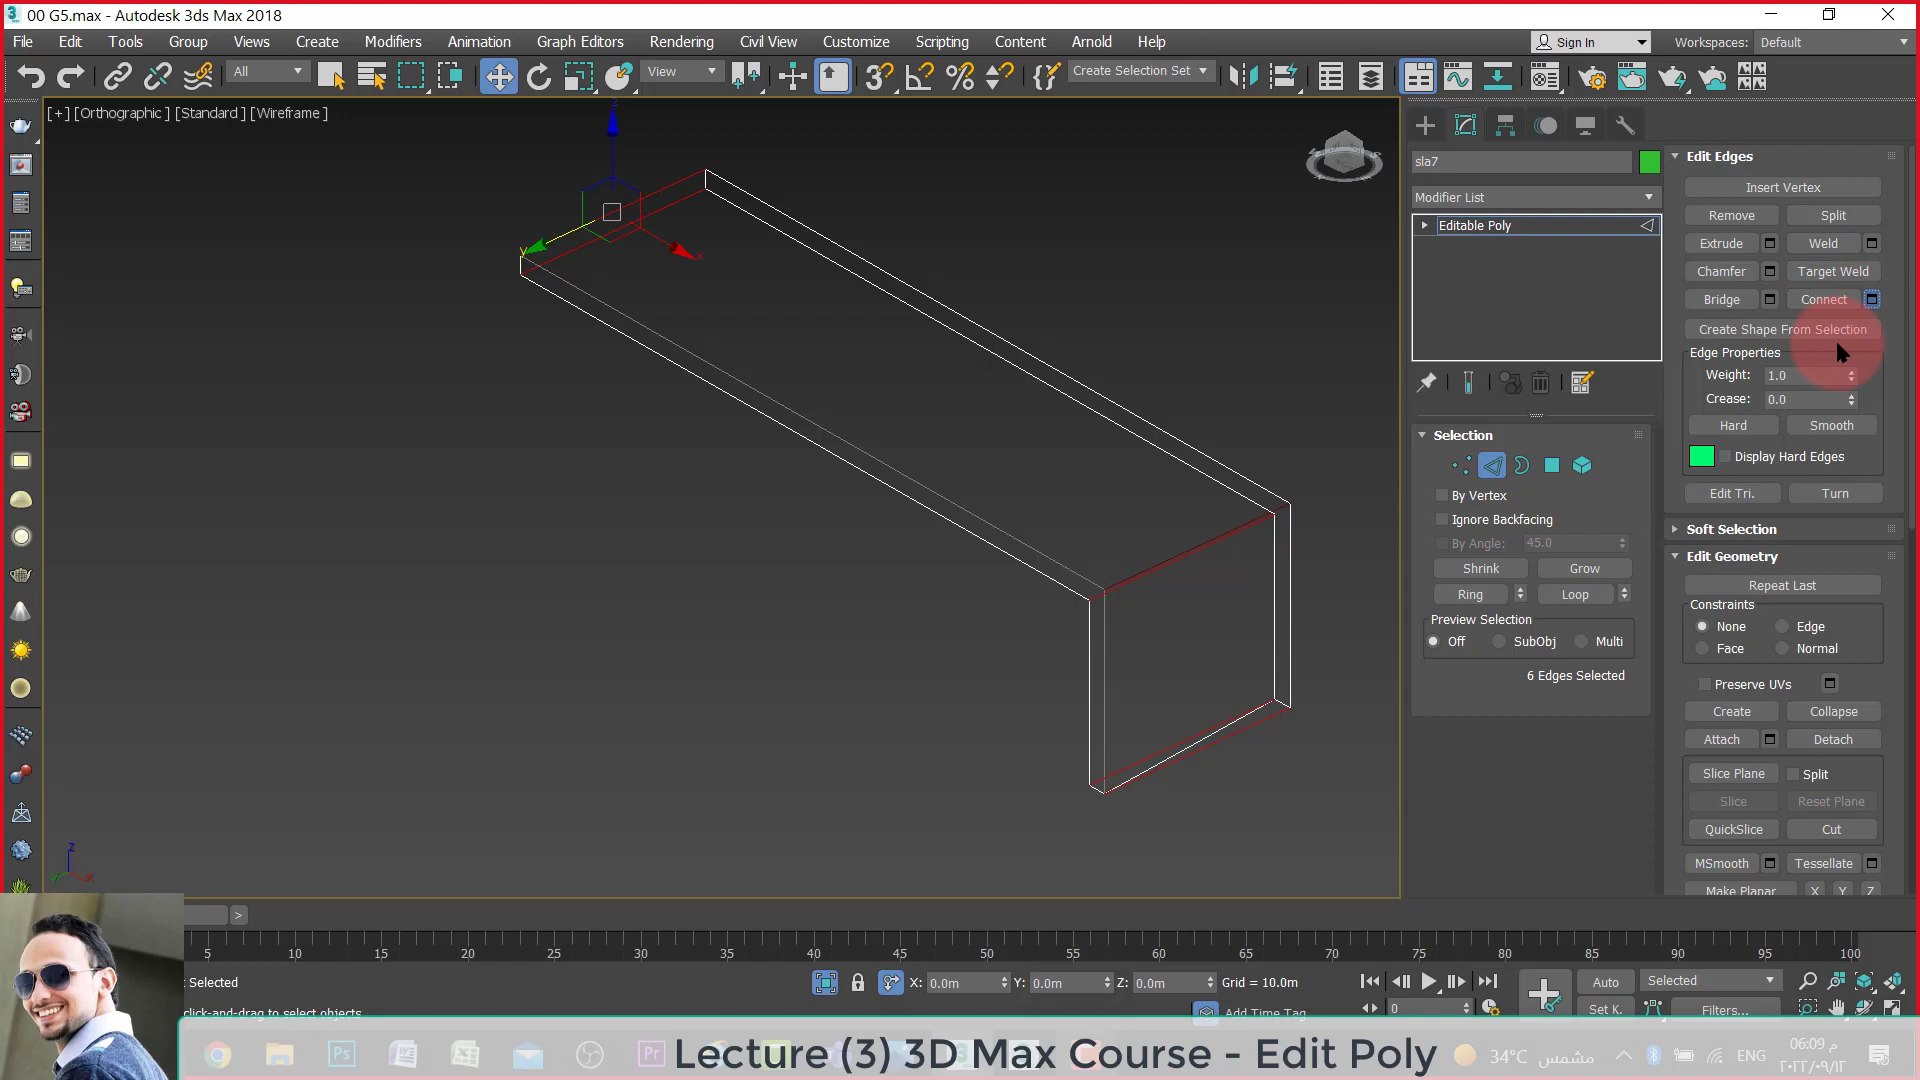 00 G5.max - Autodesk 3ds Max 2018
File Edit Tools Group Views Create Modifiers Animation Graph Editors Rendering Civil View Customize Scripting Content Arnold Help
Sign In Workspaces: Default
All View Create Selection Set
[+] [Orthographic ] [Standard ] [Wireframe ]
z
y
x
sla7
Modifier List
Editable Poly
Selection
By Vertex
Ignore Backfacing
By Angle: 45.0
Shrink Grow
Ring Loop
Preview Selection
Off SubObj Multi
6 Edges Selected
Edit Edges
Insert Vertex
Remove Split
Extrude Weld
Chamfer Target Weld
Bridge Connect
Create Shape From Selection
Edge Properties
Weight: 1.0
Crease: 0.0
Hard Smooth
Display Hard Edges
Edit Tri. Turn
Soft Selection
Edit Geometry
Repeat Last
Constraints
None Edge
Face Normal
Preserve UVs
Create Collapse
Attach Detach
Slice Plane Split
Slice Reset Plane
QuickSlice Cut
MSmooth Tessellate
Make Planar X Y Z
z
y x
>
5 10 15 20 25 30 35 40 45 50 55 60 65 70 75 80 85 90 95 100
Selected X: 0.0m Y: 0.0m Z: 0.0m Grid = 10.0m Auto Selected
click-and-drag to select objects Add Time Tag 0 Set K. Filters...
Lecture (3) 3D Max Course - Edit Poly
34°C مشمس ENG
06:09 م
٢٠٢٢/٠٩/١٢